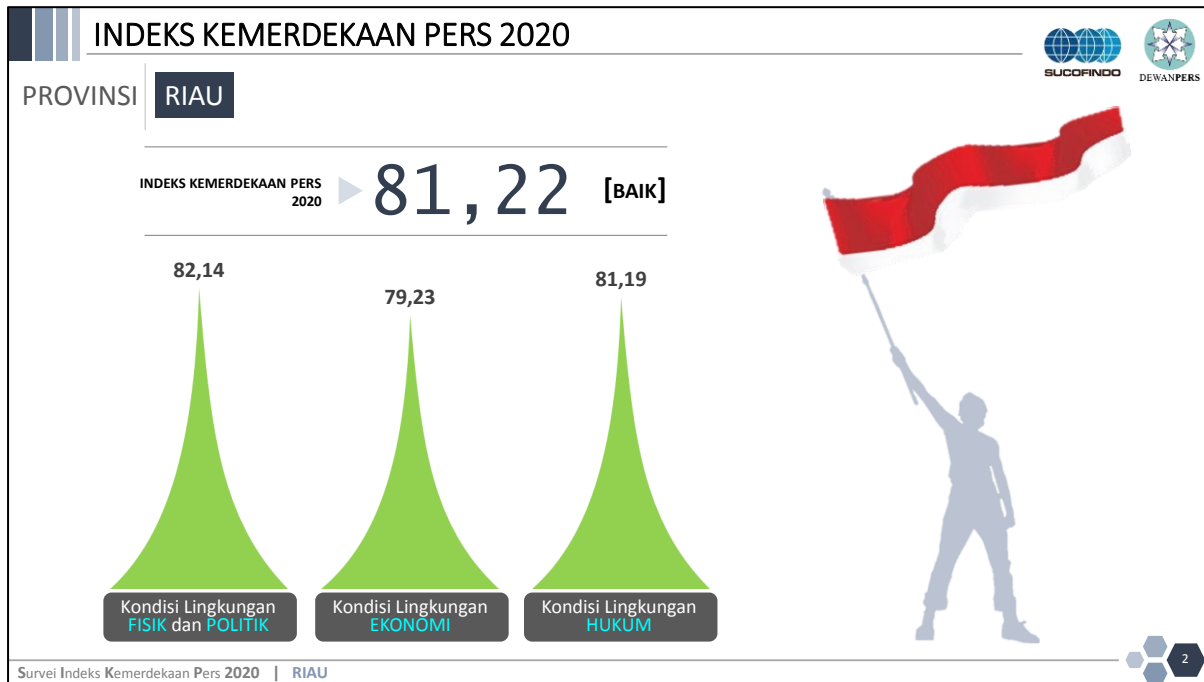 INDEKS KEMERDEKAAN PERS 2020
SUCOFINDO
DEWANPERS
PROVINSI RIAU
INDEKS KEMERDEKAAN PERS
2020
81,22 [BAIK]
82,14
79,23
81,19
Kondisi Lingkungan
FISIK dan POLITIK
Kondisi Lingkungan
EKONOMI
Kondisi Lingkungan
HUKUM
Survei Indeks Kemerdekaan Pers 2020 | RIAU
2